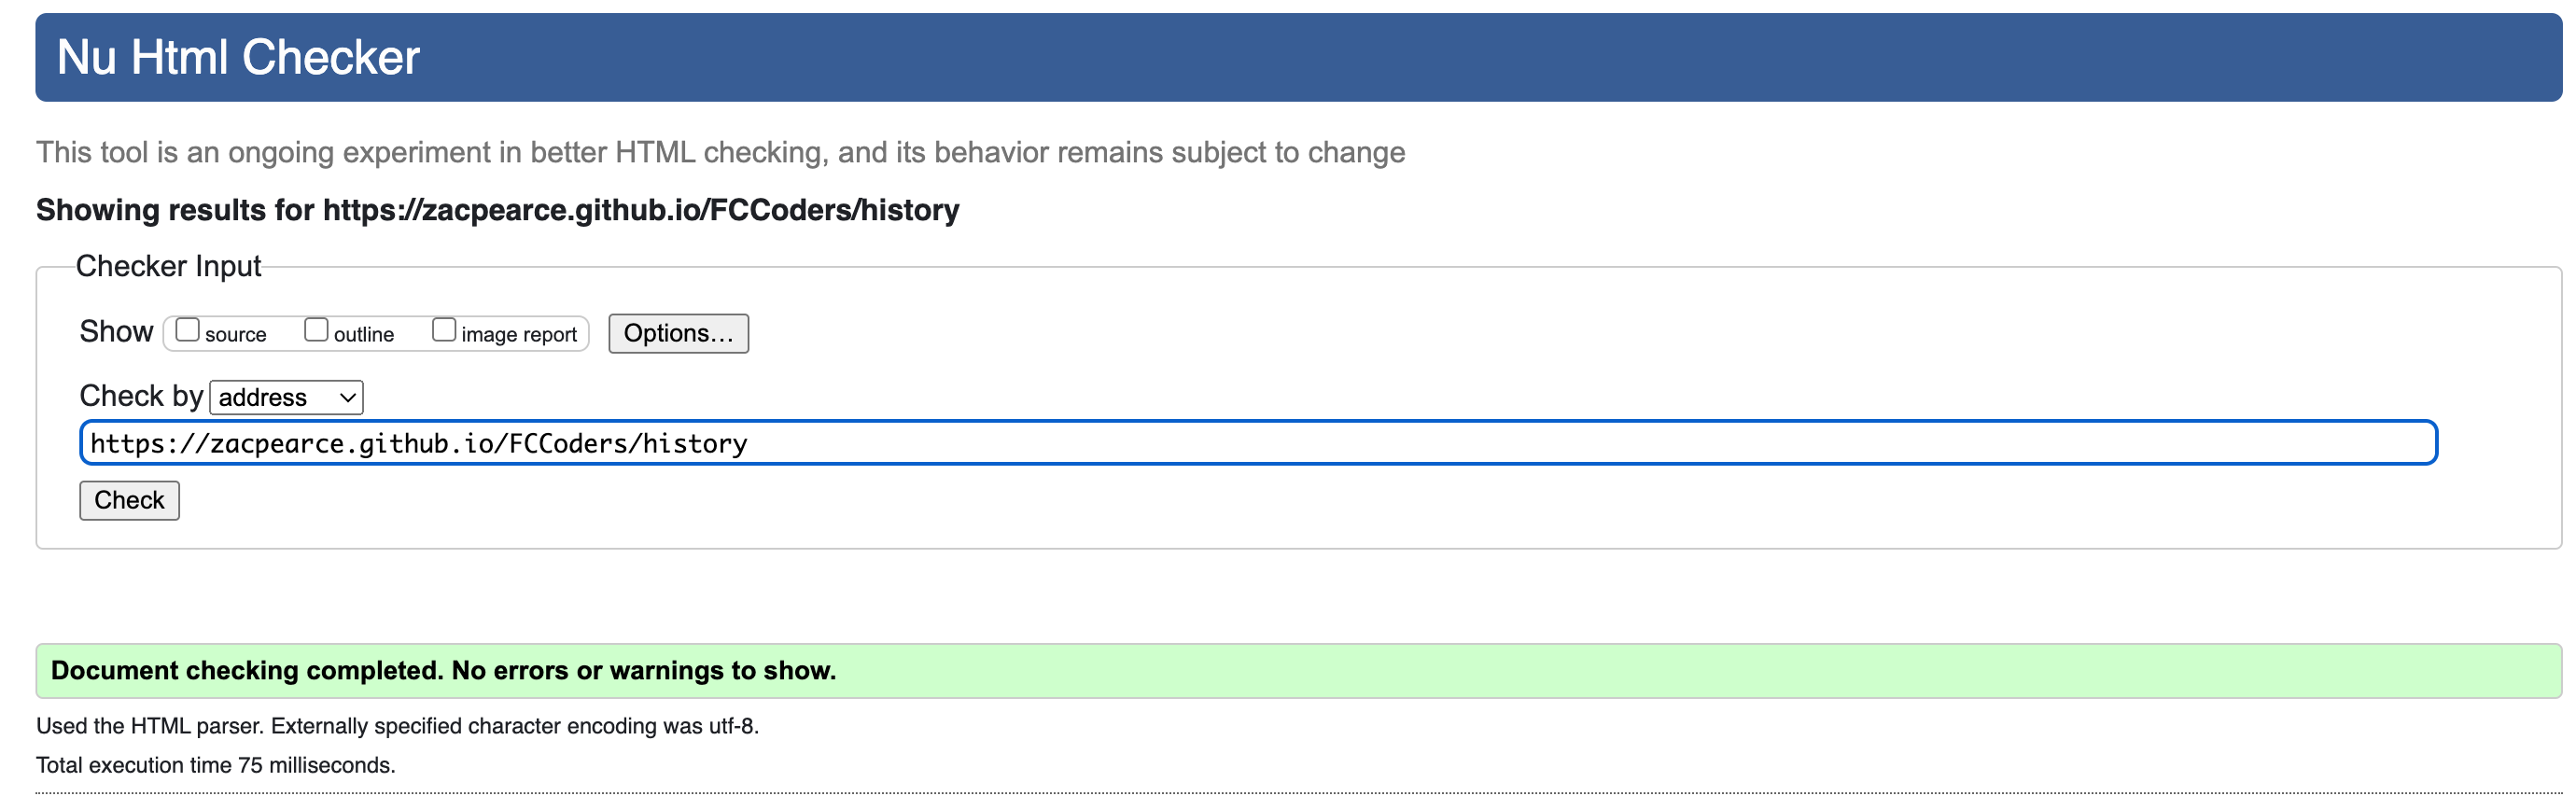 Nu Html Checker
This tool is an ongoing experiment in better HTML checking, and its behavior remains subject to change
Showing results for https://zacpearce.github.io/FCCoders/history
Checker Input
Show source outline image report Options…
Check by address
https://zacpearce.github.io/FCCoders/history
Check
Document checking completed. No errors or warnings to show.
Used the HTML parser. Externally specified character encoding was utf-8.
Total execution time 75 milliseconds.